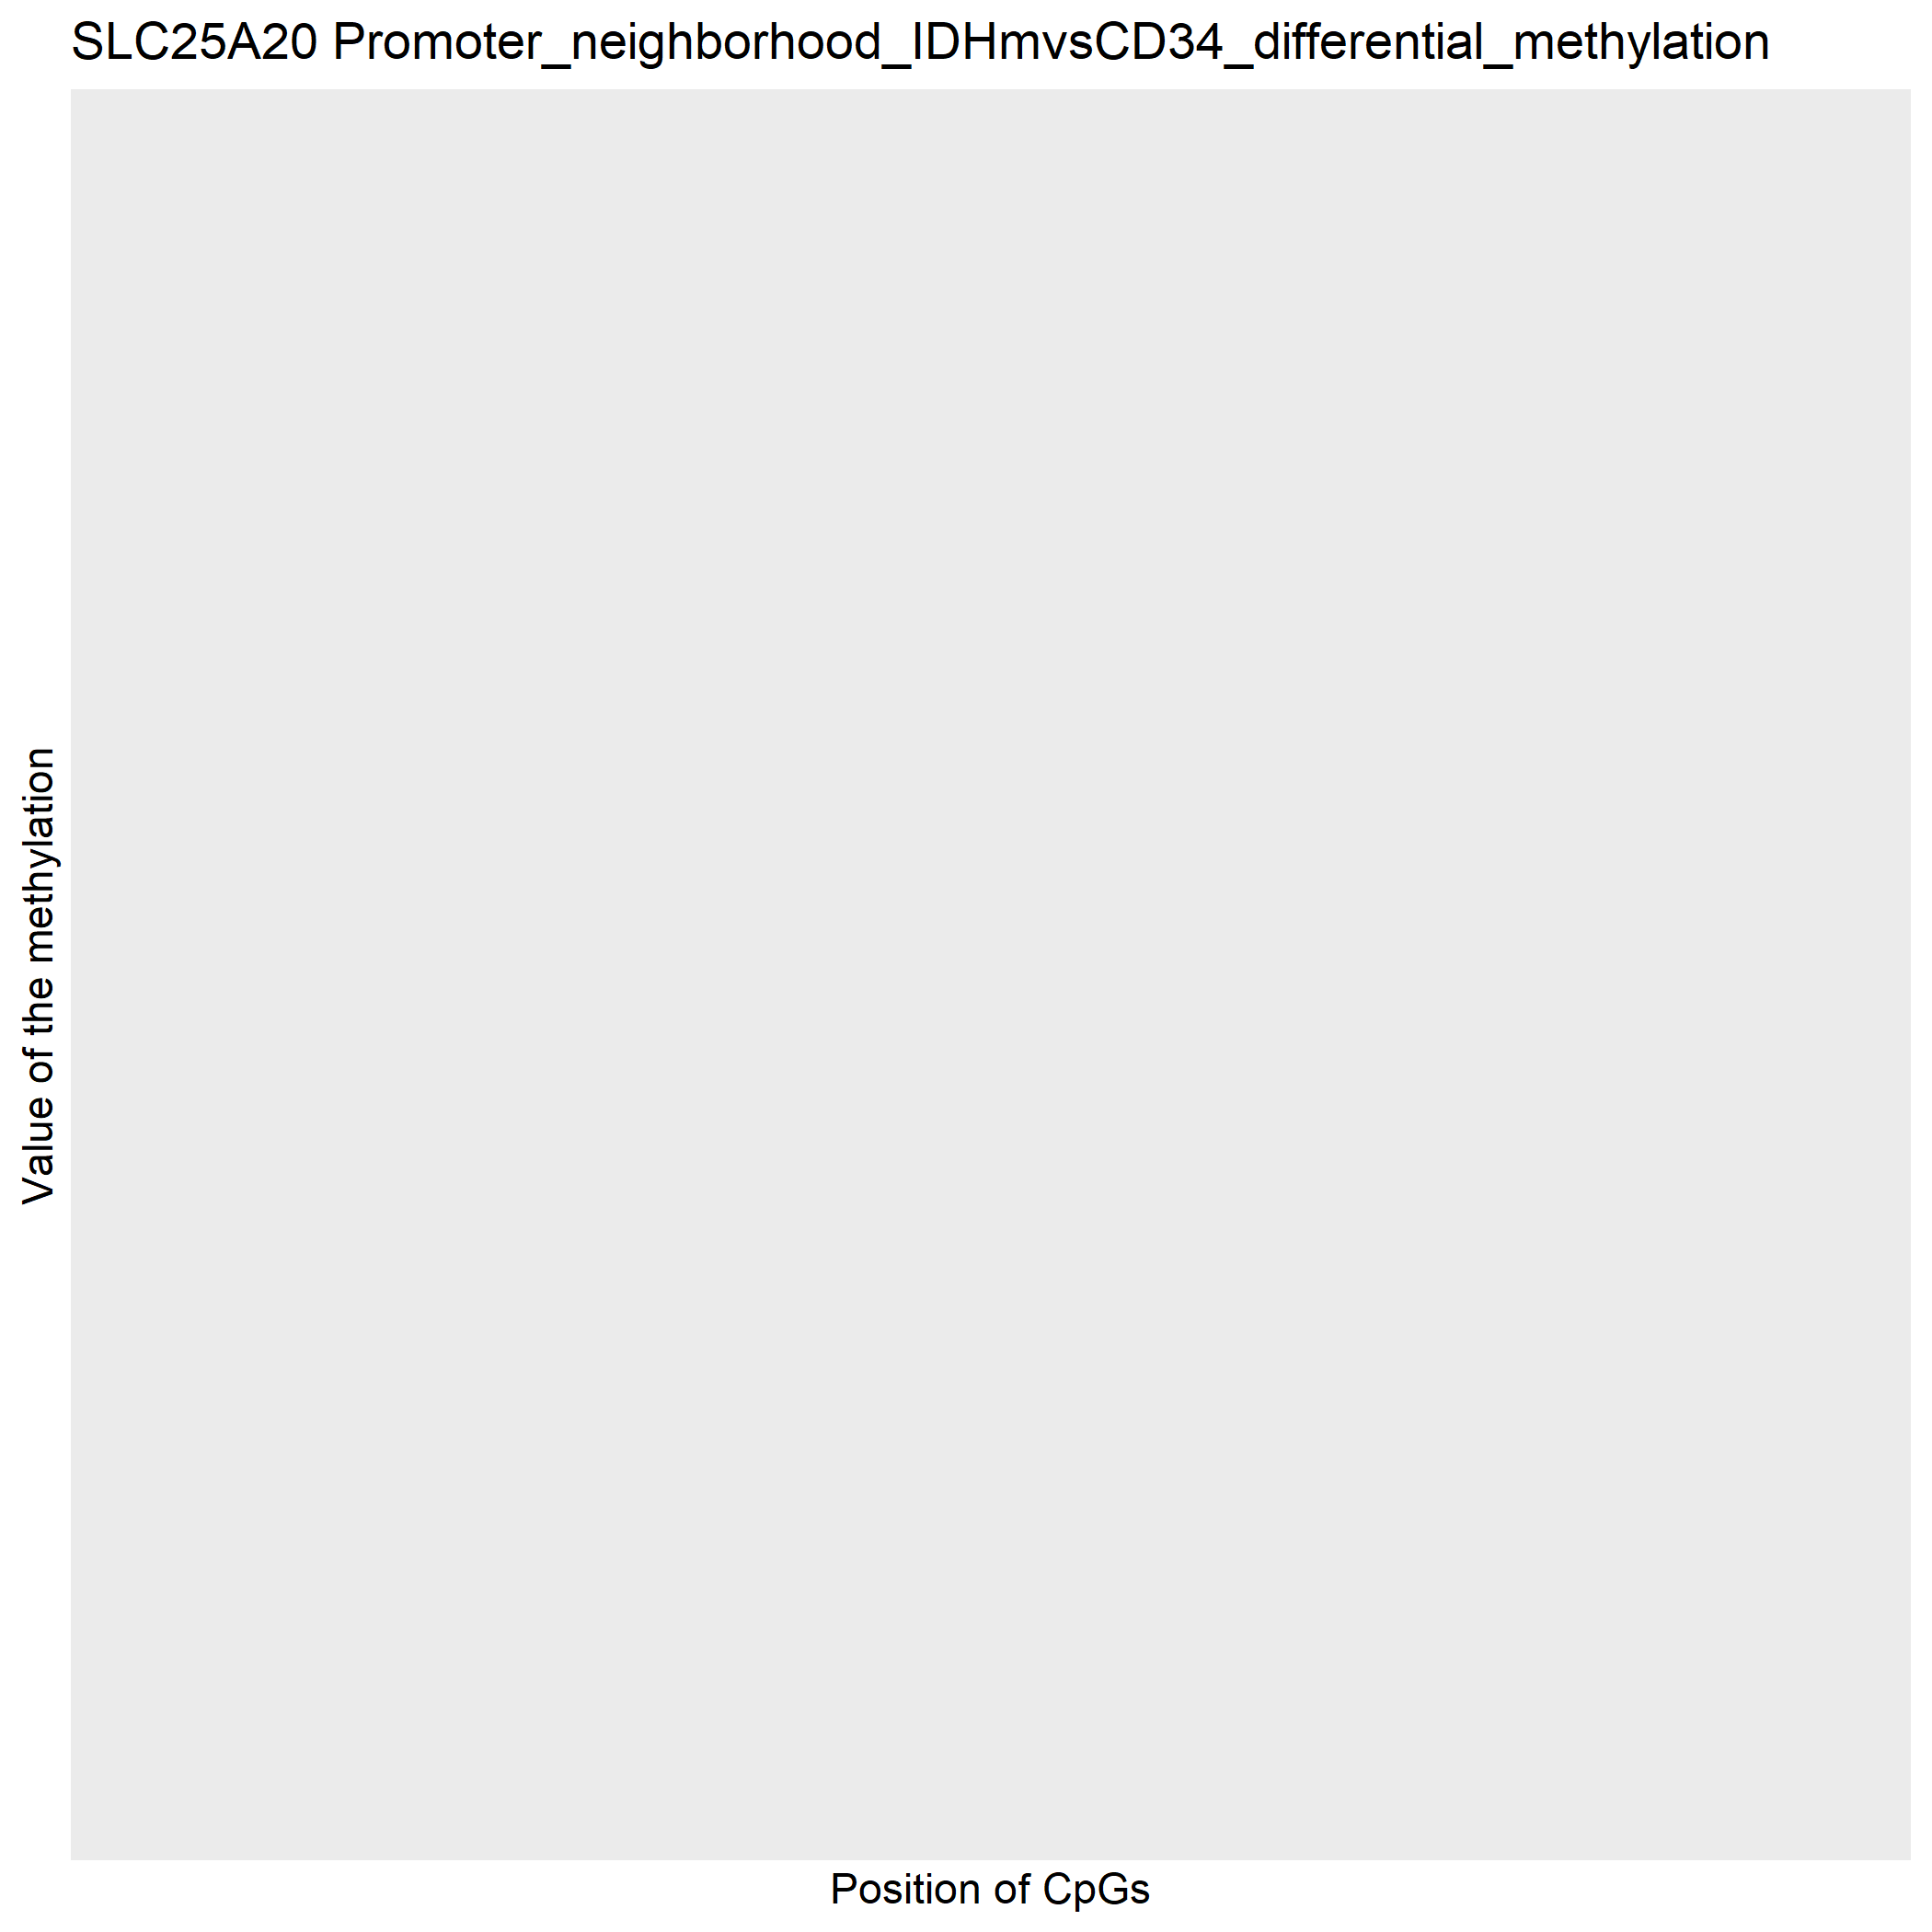 SLC25A20 Promoter_neighborhood_IDHmvsCD34_differential_methylation
Value of the methylation
Position of CpGs